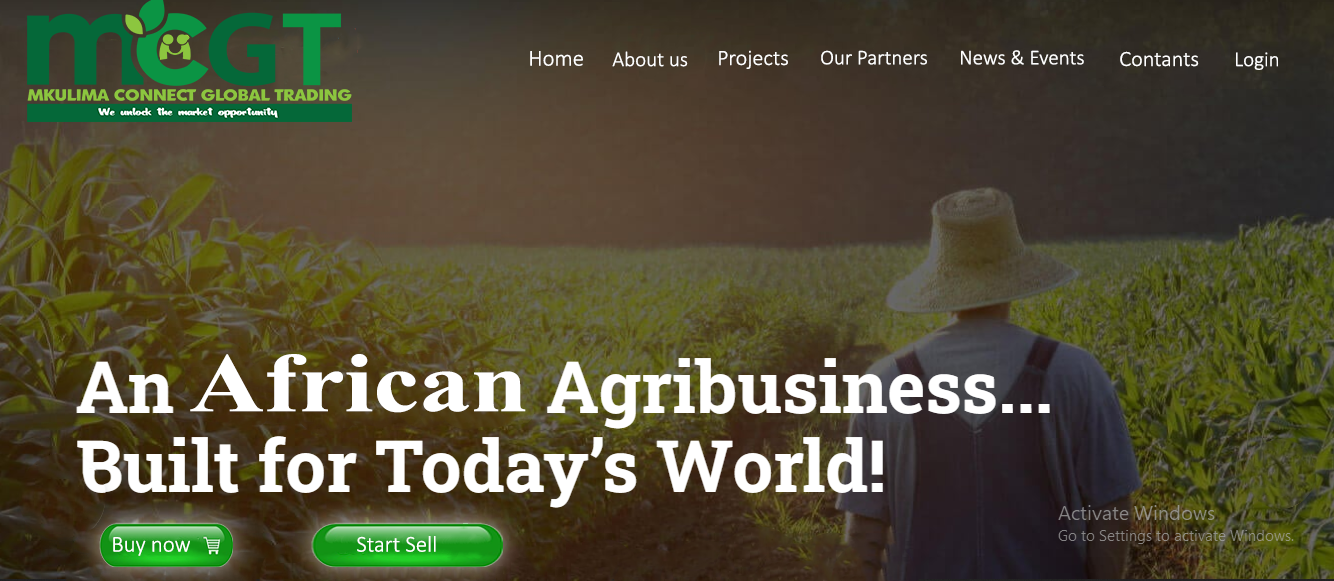 mCGT
MKULIMA CONNECT GLOBAL TRADING
We unlock the market opportunity
Home About us Projects Our Partners News & Events Contants Login
An African Agribusiness...
Built for Today's World!
Buy now Start Sell
Activate Windows
Go to Settings to activate Windows.